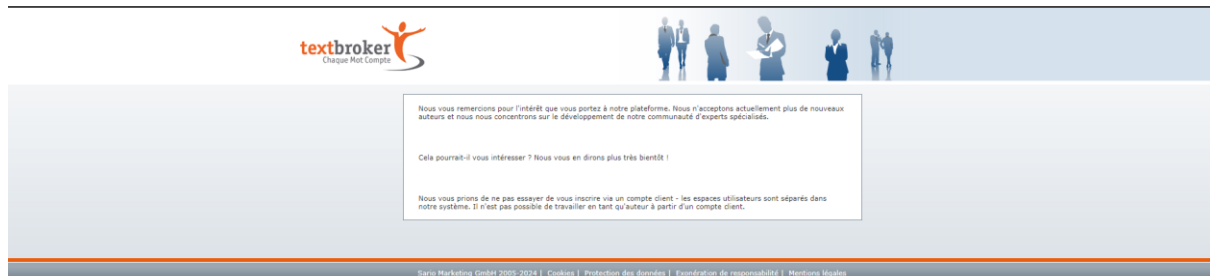 textbroker
Chaque Mot Compte
Nous vous remercions pour l'intérêt que vous portez à notre plateforme. Nous n'acceptons actuellement plus de nouveaux
auteurs et nous nous concentrons sur le développement de notre communauté d'experts spécialisés.
Cela pourrait-il vous intéresser ? Nous vous en dirons plus très bientôt !
Nous vous prions de ne pas essayer de vous inscrire via un compte client - les espaces utilisateurs sont séparés dans
notre système. Il n'est pas possible de travailler en tant qu'auteur à partir d'un compte client.
Sario Marketing GmbH 2005-2024 | Cookies | Protection des données | Exonération de responsabilité | Mentions légales